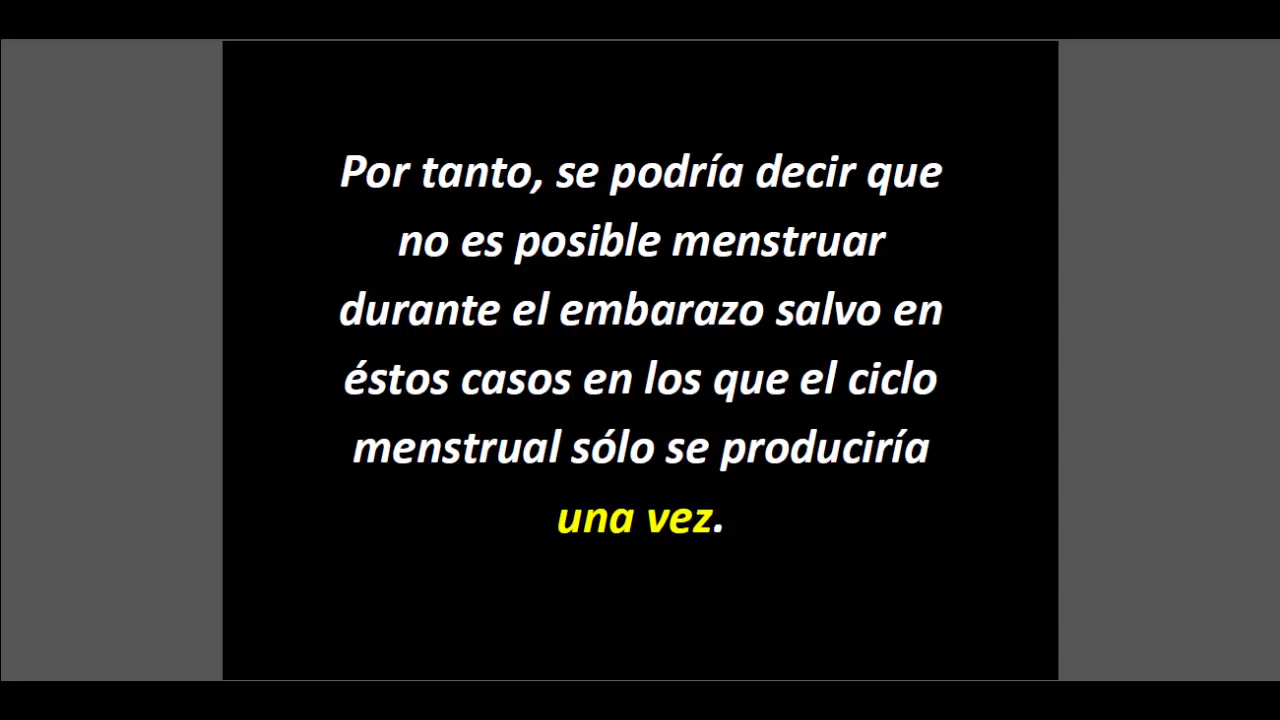 Por tanto, se podría decir que
no es posible menstruar
durante el embarazo salvo en
éstos casos en los que el ciclo
menstrual sólo se produciría
una vez.